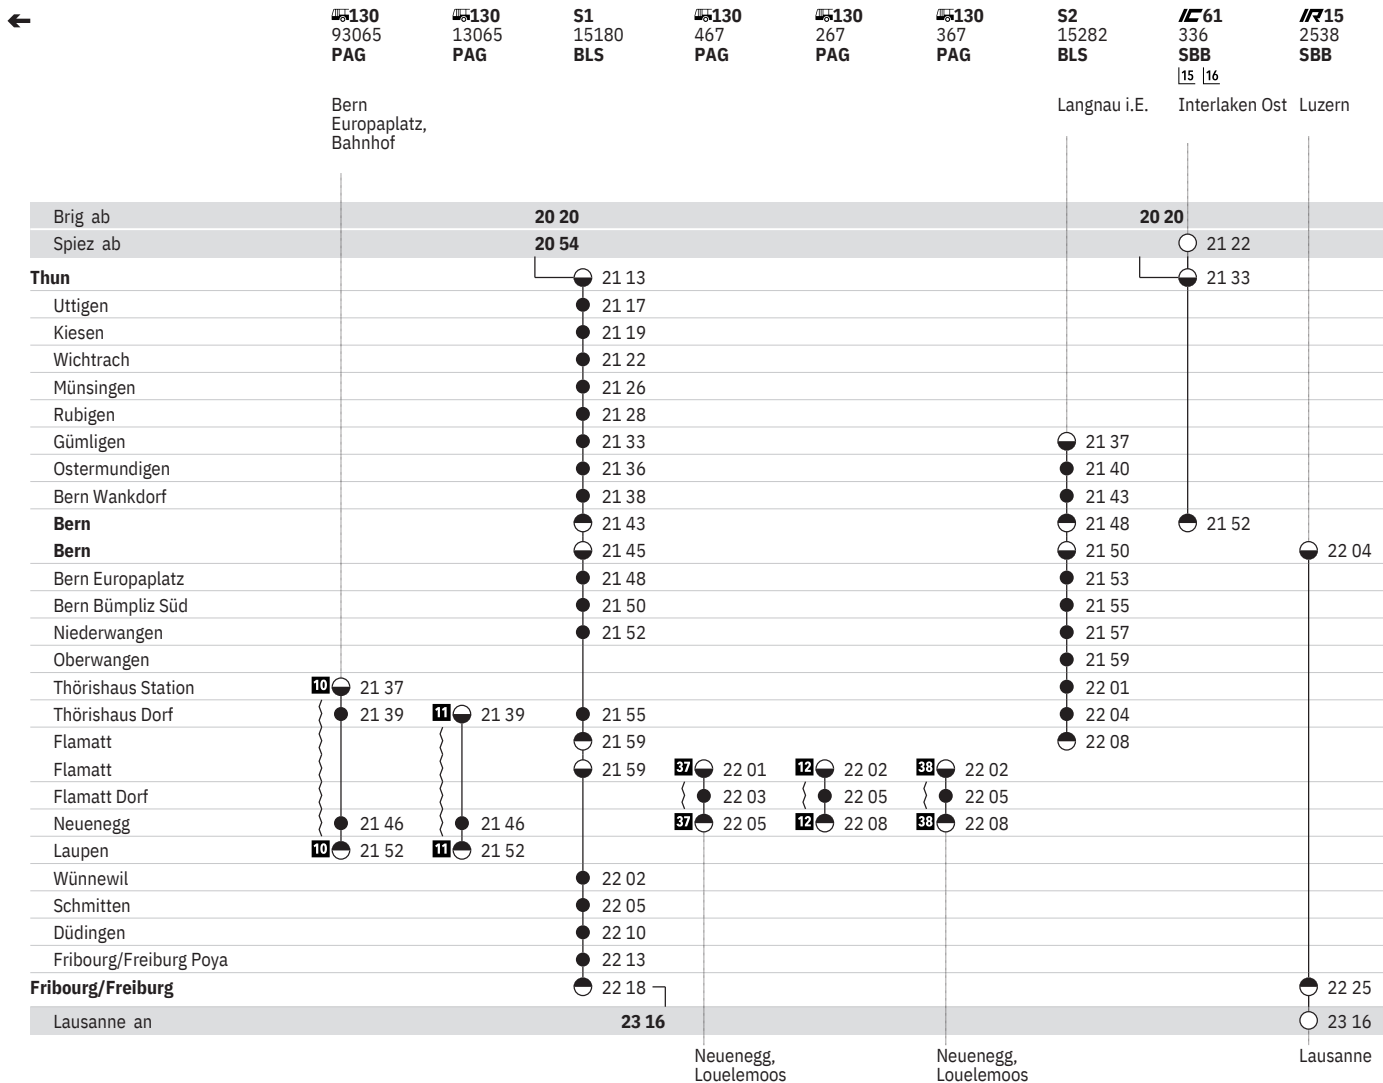 130 130 S1 130 130 130 S2 IC61 IR15
93065 13065 15180 467 267 367 15282 336 2538
PAG PAG BLS PAG PAG PAG BLS SBB SBB
15 16
Bern Langnau i.E. Interlaken Ost Luzern
Europaplatz,
Bahnhof
Brig ab 20 20 20 20
Spiez ab 20 54 21 22
Thun 21 13 21 33
Uttigen 21 17
Kiesen 21 19
Wichtrach 21 22
Münsingen 21 26
Rubigen 21 28
Gümligen 21 33 21 37
Ostermundigen 21 36 21 40
Bern Wankdorf 21 38 21 43
Bern 21 43 21 48 21 52
Bern 21 45 21 50 22 04
Bern Europaplatz 21 48 21 53
Bern Bümpliz Süd 21 50 21 55
Niederwangen 21 52 21 57
Oberwangen 21 59
Thörishaus Station 10 21 37 22 01
Thörishaus Dorf 21 39 11 21 39 21 55 22 04
Flamatt 21 59 22 08
Flamatt 21 59 37 22 01 12 22 02 38 22 02
Flamatt Dorf 22 03 22 05 22 05
Neuenegg 21 46 21 46 37 22 05 12 22 08 38 22 08
Laupen 10 21 52 11 21 52
Wünnewil 22 02
Schmitten 22 05
Düdingen 22 10
Fribourg/Freiburg Poya 22 13
Fribourg/Freiburg 22 18 22 25
Lausanne an 23 16 23 16
Neuenegg, Neuenegg, Lausanne
Louelemoos Louelemoos